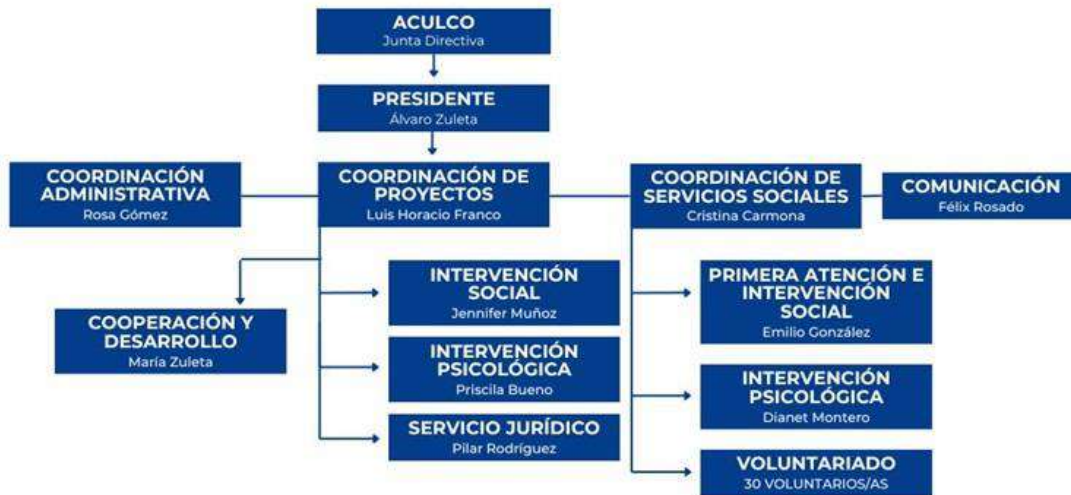 ACULCO
Junta Directiva
PRESIDENTE
Álvaro Zuleta
COORDINACIÓN
ADMINISTRATIVA
Rosa Gómez
COORDINACIÓN DE
PROYECTOS
Luis Horacio Franco
COORDINACIÓN DE
SERVICIOS SOCIALES
Cristina Carmona
COMUNICACIÓN
Félix Rosado
COOPERACIÓN Y
DESARROLLO
María Zuleta
INTERVENCIÓN
SOCIAL
Jennifer Muñoz
INTERVENCIÓN
PSICOLÓGICA
Priscila Bueno
SERVICIO JURÍDICO
Pilar Rodríguez
PRIMERA ATENCIÓN E
INTERVENCIÓN
SOCIAL
Emilio González
INTERVENCIÓN
PSICOLÓGICA
Dianet Montero
VOLUNTARIADO
30 VOLUNTARIOS/AS